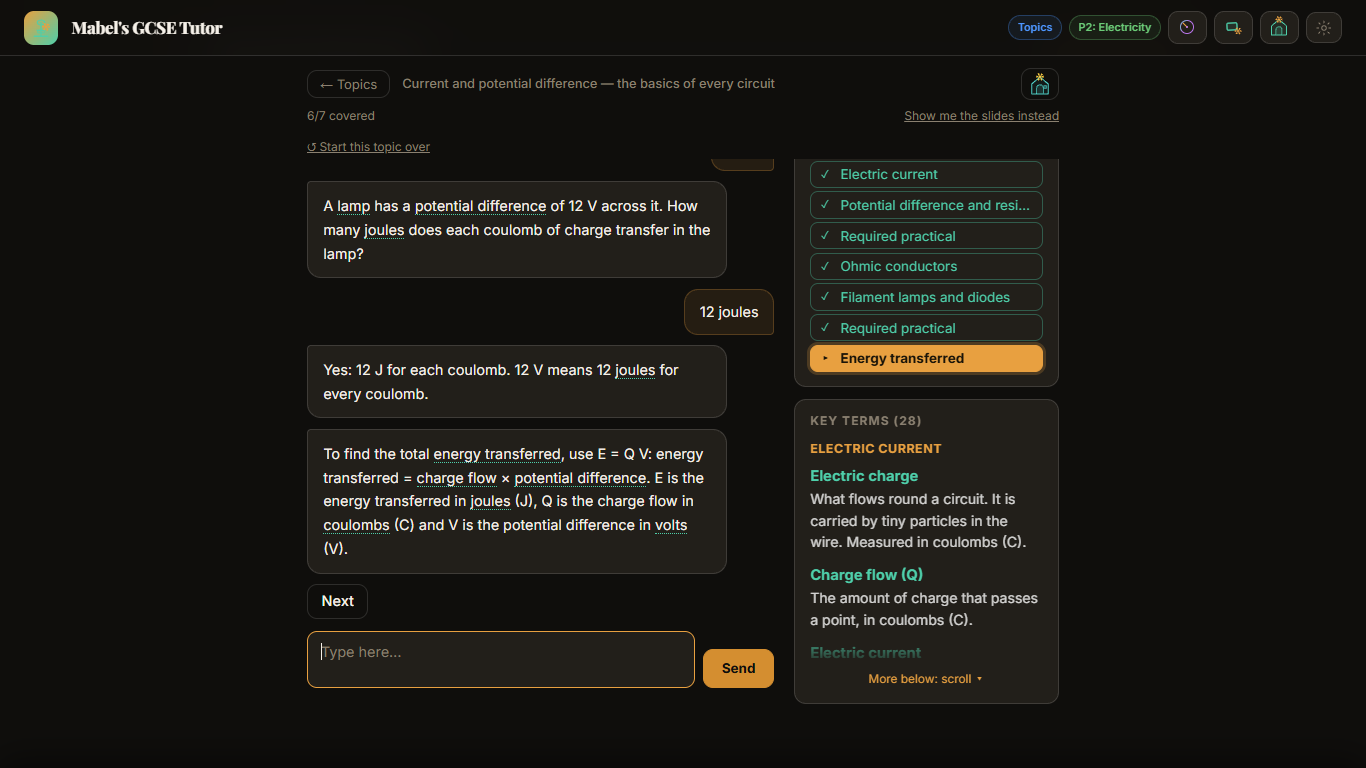 Mabel's GCSE Tutor
Topics
P2: Electricity
← Topics
Current and potential difference — the basics of every circuit
6/7 covered
Show me the slides instead
↺ Start this topic over
A lamp has a potential difference of 12 V across it. How
many joules does each coulomb of charge transfer in the
lamp?
12 joules
Yes: 12 J for each coulomb. 12 V means 12 joules for
every coulomb.
To find the total energy transferred, use E = Q V: energy
transferred = charge flow × potential difference. E is the
energy transferred in joules (J), Q is the charge flow in
coulombs (C) and V is the potential difference in volts
(V).
Next
Type here...
Send
✓ Electric current
✓ Potential difference and resi...
✓ Required practical
✓ Ohmic conductors
✓ Filament lamps and diodes
✓ Required practical
▸ Energy transferred
KEY TERMS (28)
ELECTRIC CURRENT
Electric charge
What flows round a circuit. It is
carried by tiny particles in the
wire. Measured in coulombs (C).
Charge flow (Q)
The amount of charge that passes
a point, in coulombs (C).
Electric current
More below: scroll ▾